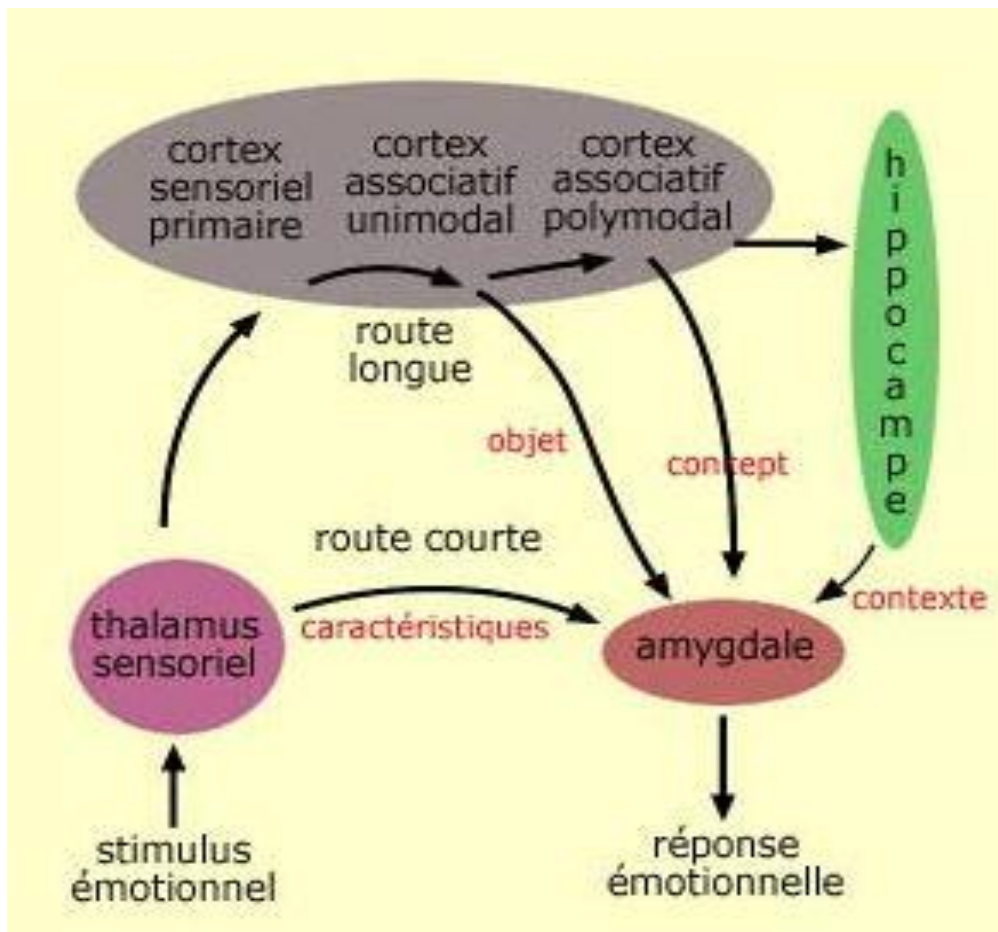 cortex
sensoriel
primaire
cortex
associatif
unimodal
cortex
associatif
polymodal
hippocampe
route
longue
objet
concept
route courte
caractéristiques
contexte
thalamus
sensoriel
amygdale
stimulus
émotionnel
réponse
émotionnelle